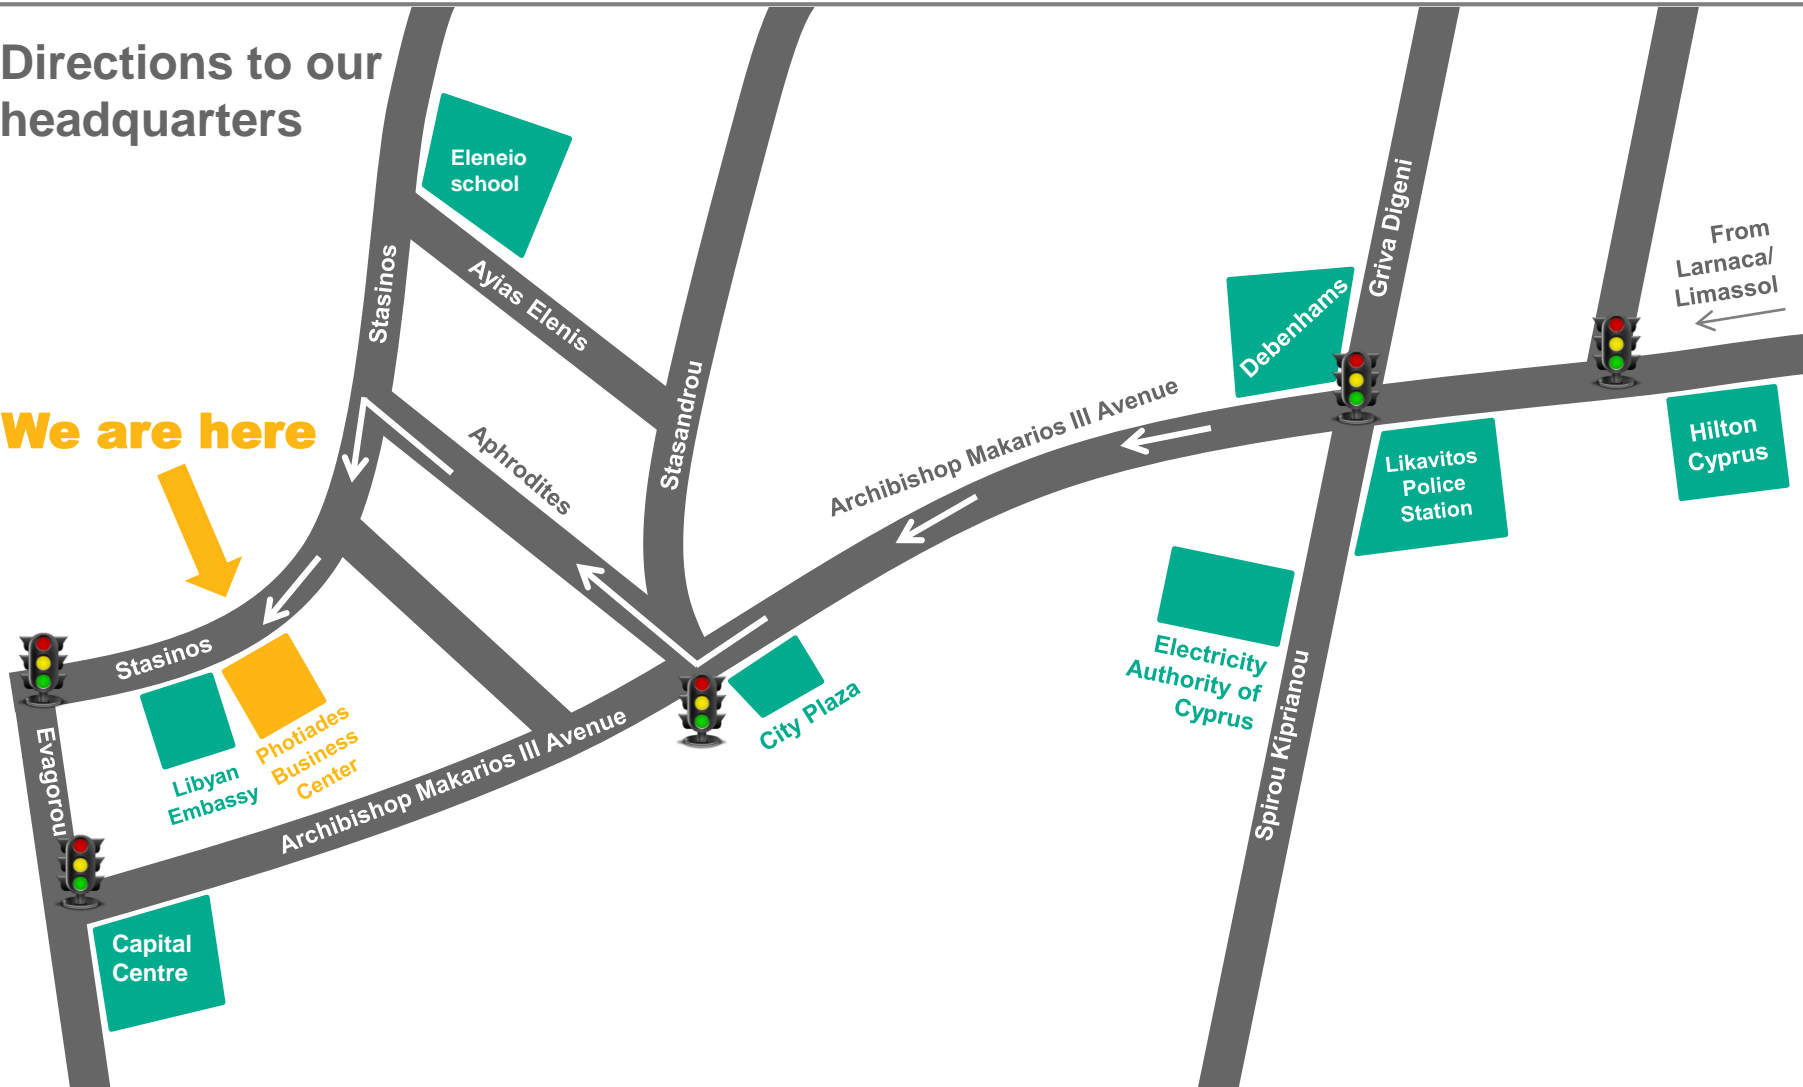 Directions to our
headquarters
Eleneio
school
Stasinos
Ayias Elenis
Stasandrou
Aphrodites
Griva Digeni
From
Larnaca/
Limassol
Debenhams
Archibishop Makarios III Avenue
Hilton
Cyprus
Likavitos
Police
Station
We are here
Electricity
Authority of
Cyprus
Spirou Kiprianou
Stasinos
City Plaza
Photiades
Business
Center
Libyan
Embassy
Evagorou
Archibishop Makarios III Avenue
Capital
Centre